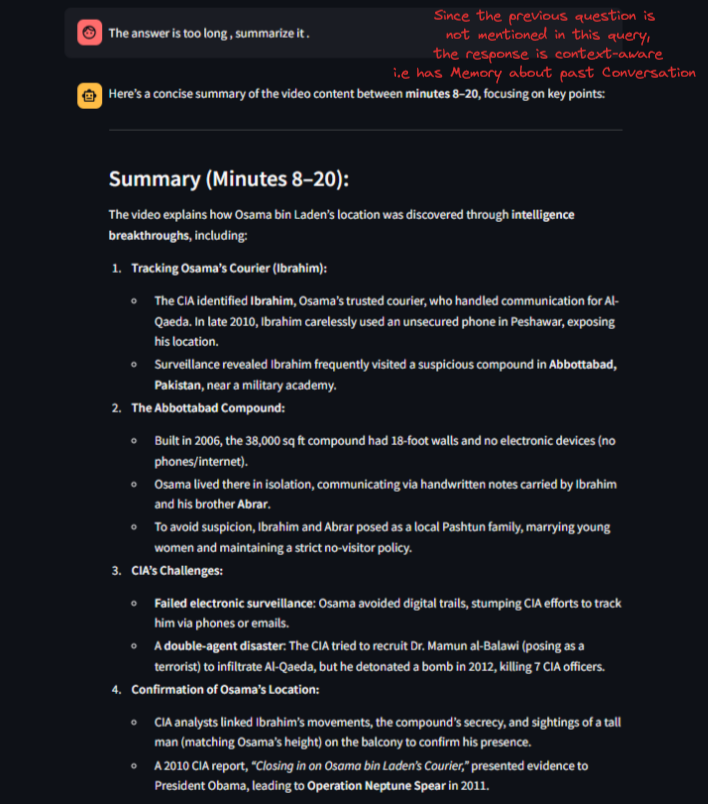 The answer is too long , summarize it .
Since the previous question is
not mentioned in this query,
the response is context-aware
i.e has Memory about past Conversation
Here's a concise summary of the video content between minutes 8–20, focusing on key points:
Summary (Minutes 8–20):
The video explains how Osama bin Laden's location was discovered through intelligence
breakthroughs, including:
1. Tracking Osama's Courier (Ibrahim):
The CIA identified Ibrahim, Osama's trusted courier, who handled communication for Al-
Qaeda. In late 2010, Ibrahim carelessly used an unsecured phone in Peshawar, exposing
his location.
Surveillance revealed Ibrahim frequently visited a suspicious compound in Abbottabad,
Pakistan, near a military academy.
2. The Abbottabad Compound:
Built in 2006, the 38,000 sq ft compound had 18-foot walls and no electronic devices (no
phones/internet).
Osama lived there in isolation, communicating via handwritten notes carried by Ibrahim
and his brother Abrar.
To avoid suspicion, Ibrahim and Abrar posed as a local Pashtun family, marrying young
women and maintaining a strict no-visitor policy.
3. CIA's Challenges:
Failed electronic surveillance: Osama avoided digital trails, stumping CIA efforts to track
him via phones or emails.
A double-agent disaster: The CIA tried to recruit Dr. Mamun al-Balawi (posing as a
terrorist) to infiltrate Al-Qaeda, but he detonated a bomb in 2012, killing 7 CIA officers.
4. Confirmation of Osama's Location:
CIA analysts linked Ibrahim's movements, the compound's secrecy, and sightings of a tall
man (matching Osama's height) on the balcony to confirm his presence.
A 2010 CIA report, "Closing in on Osama bin Laden's Courier," presented evidence to
President Obama, leading to Operation Neptune Spear in 2011.